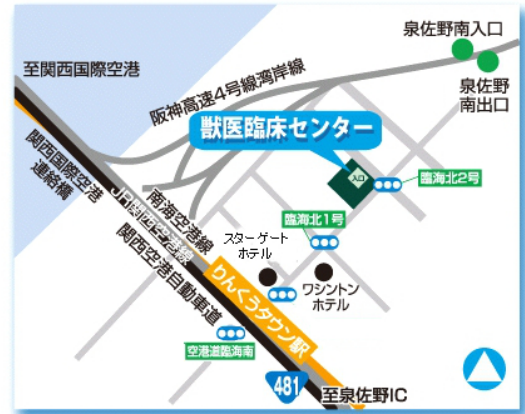 泉佐野南入口
至関西国際空港
泉佐野
南出口
阪神高速4号線湾岸線
獣医臨床センター
入口
臨海北2号
関西国際空港
連絡橋
南海空港線
JR関西空港線
関西空港自動車道
臨海北1号
スターゲート
ホテル
ワシントン
ホテル
りんくうタウン駅
空港道臨海南
481
至泉佐野IC